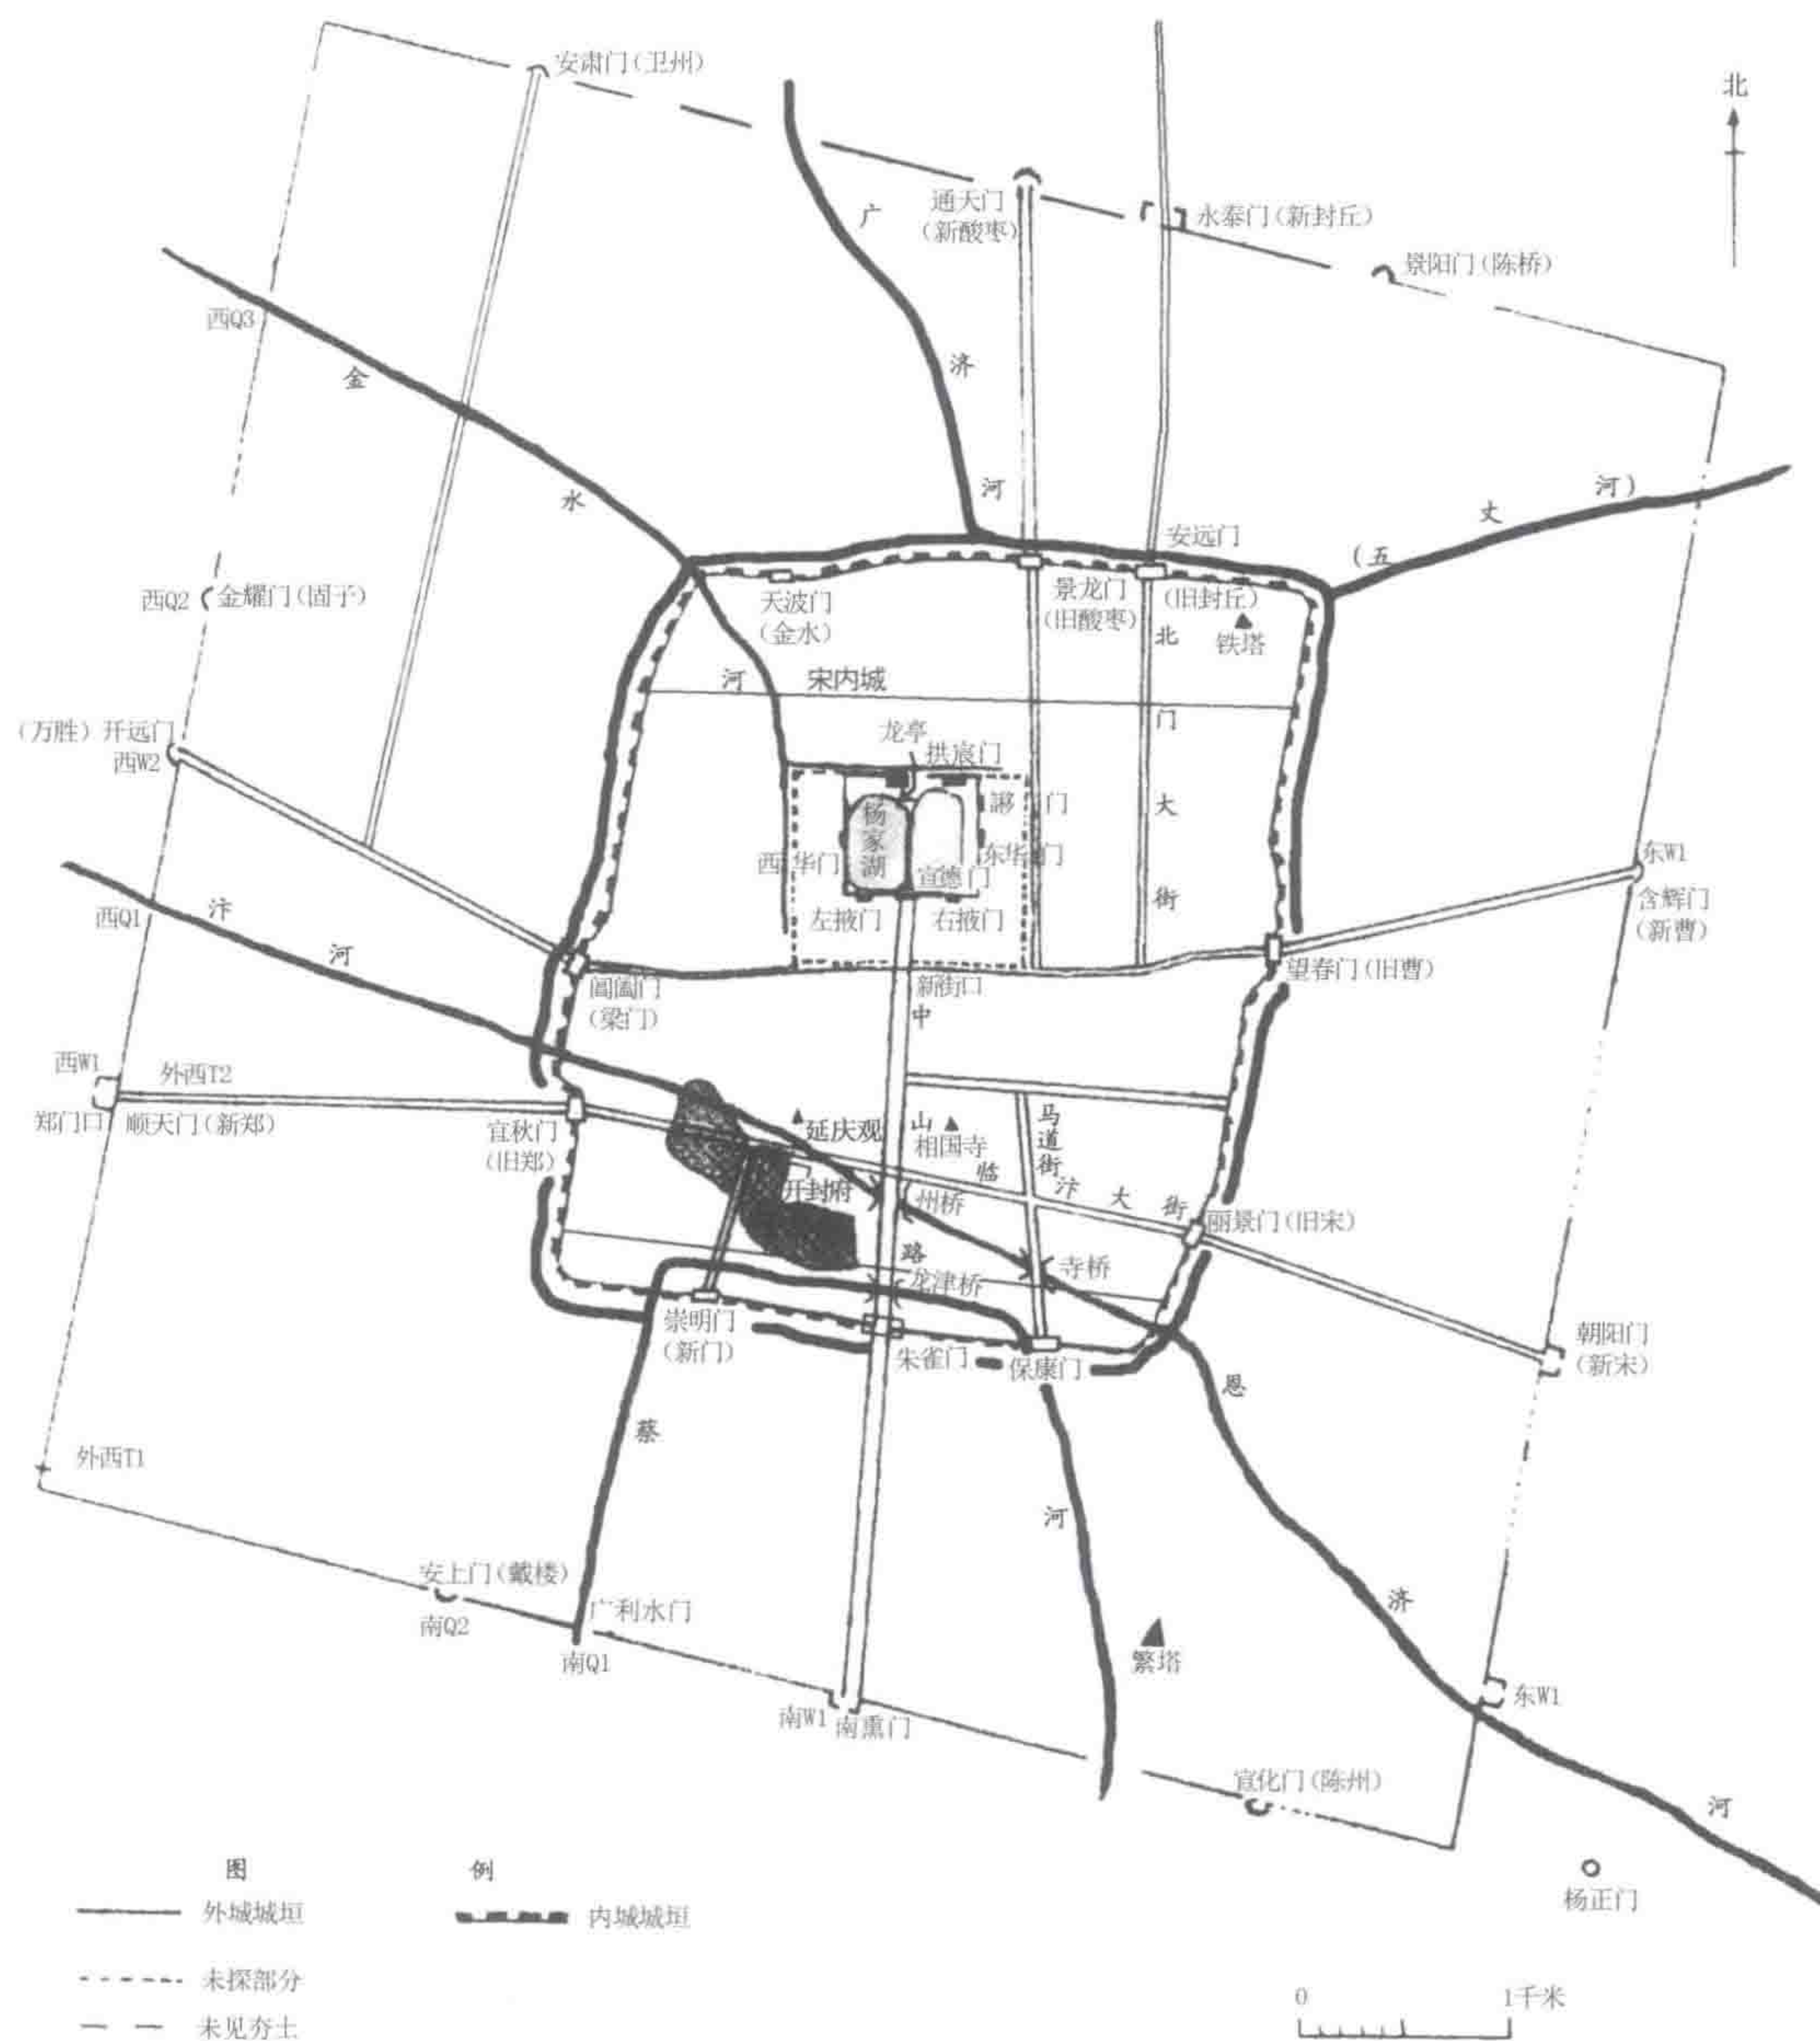 安肃门(卫州)
北
通天门
(新酸枣)
永泰门(新封丘)
景阳门(陈桥)
广
济
河
(五
丈
河)
西Q3
金
水
河
安远门
(旧封丘)
景龙门
(旧酸枣)
天波门
(金水)
铁塔
西Q2
金耀门(固子)
北
门
大
街
宋内城
(万胜)开远门
西W2
龙亭
拱宸门
杨家湖
門
西华门
东华门
宣德门
左掖门
右掖门
东W1
含辉门
(新曹)
西Q1
汴
河
望春门(旧曹)
阊阖门
(梁门)
新街口
中
山
路
西W1
外西T2
郑门口
顺天门(新郑)
宜秋门
(旧郑)
延庆观
相国寺
马道街
临
汴
大
街
开封府
州桥
丽景门(旧宋)
龙津桥
寺桥
崇明门
(新门)
朱雀门
保康门
朝阳门
(新宋)
蔡
河
恩
济
河
外西T1
安上门(戴楼)
南Q2
广利水门
南Q1
繁塔
南W1
南熏门
东W1
宣化门(陈州)
杨正门
图 例
外城城垣
内城城垣
未探部分
未见夯土
0 1千米